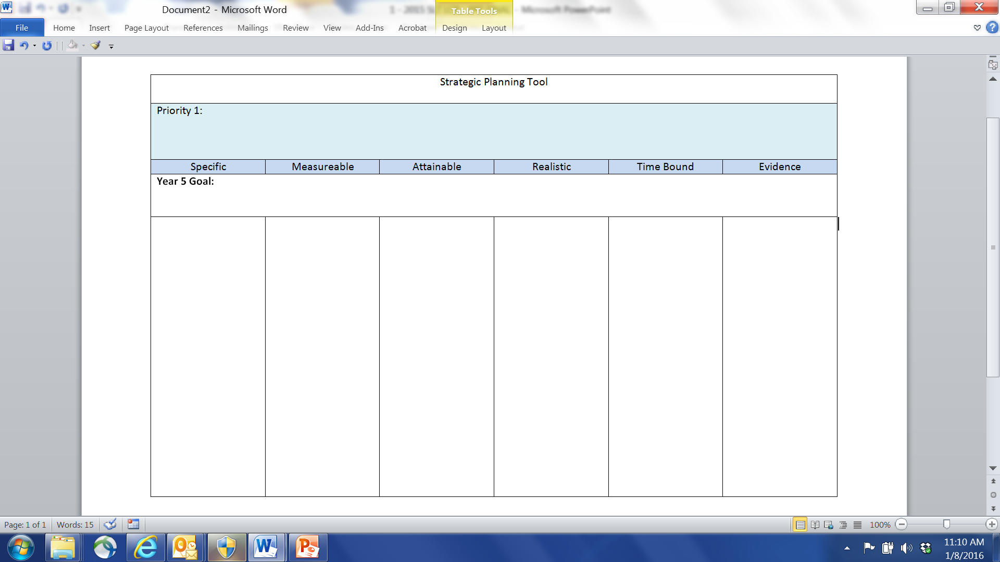 Document2 - Microsoft Word
1 - 2015 SL
Table Tools
- Microsoft PowerPoint
File Home Insert Page Layout References Mailings Review View Add-Ins Acrobat Design Layout
Strategic Planning Tool
Priority 1:
Specific Measureable Attainable Realistic Time Bound Evidence
Year 5 Goal:
Page: 1 of 1 Words: 15 100%
11:10 AM
1/8/2016